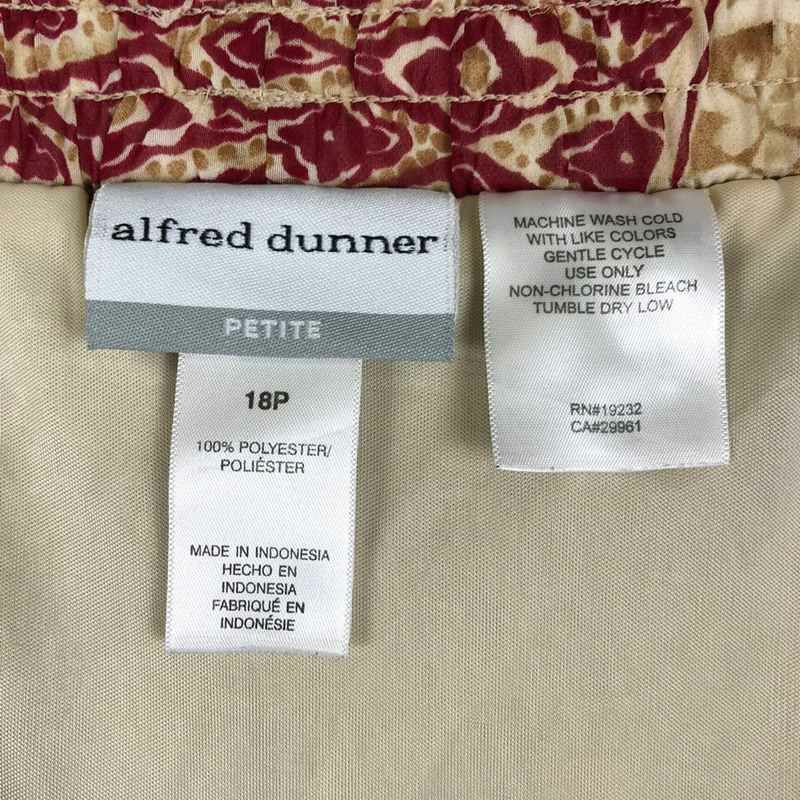 alfred dunner
PETITE
18P
100% POLYESTER/
POLIÉSTER
MADE IN INDONESIA
HECHO EN
INDONESIA
FABRIQUÉ EN
INDONÉSIE
MACHINE WASH COLD
WITH LIKE COLORS
GENTLE CYCLE
USE ONLY
NON-CHLORINE BLEACH
TUMBLE DRY LOW
RN#19232
CA#29961